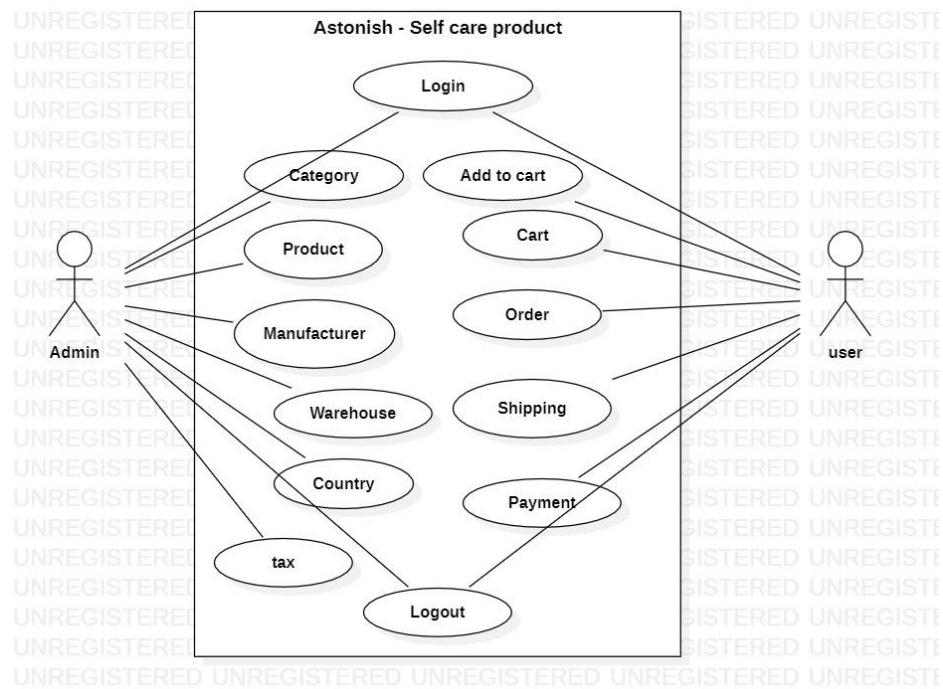 Astonish - Self care product
Login
Category
Add to cart
Product
Cart
Manufacturer
Order
Admin
user
Warehouse
Shipping
Country
Payment
tax
Logout
UNREGISTERED UNREGISTERED UNREGISTERED UNREGISTERED UNREGISTE